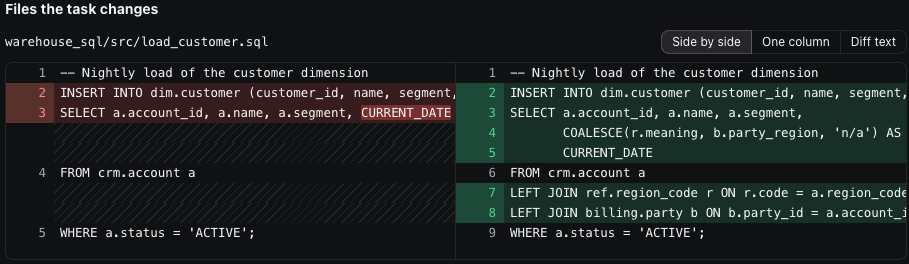 Files the task changes
warehouse_sql/src/load_customer.sql
Side by side One column Diff text
1 -- Nightly load of the customer dimension
2 INSERT INTO dim.customer (customer_id, name, segment,
3 SELECT a.account_id, a.name, a.segment, CURRENT_DATE
4 FROM crm.account a
5 WHERE a.status = 'ACTIVE';
1 -- Nightly load of the customer dimension
2 INSERT INTO dim.customer (customer_id, name, segment,
3 SELECT a.account_id, a.name, a.segment,
4 COALESCE(r.meaning, b.party_region, 'n/a') AS
5 CURRENT_DATE
6 FROM crm.account a
7 LEFT JOIN ref.region_code r ON r.code = a.region_code
8 LEFT JOIN billing.party b ON b.party_id = a.account_i
9 WHERE a.status = 'ACTIVE';